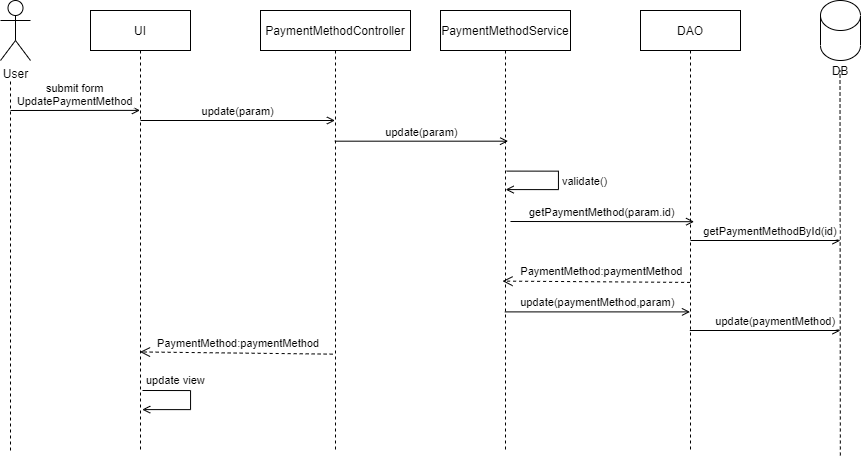 UI
PaymentMethodController
PaymentMethodService
DAO
User
DB
submit form
UpdatePaymentMethod
update(param)
update(param)
validate()
getPaymentMethod(param.id)
getPaymentMethodById(id)
PaymentMethod:paymentMethod
update(paymentMethod,param)
update(paymentMethod)
PaymentMethod:paymentMethod
update view